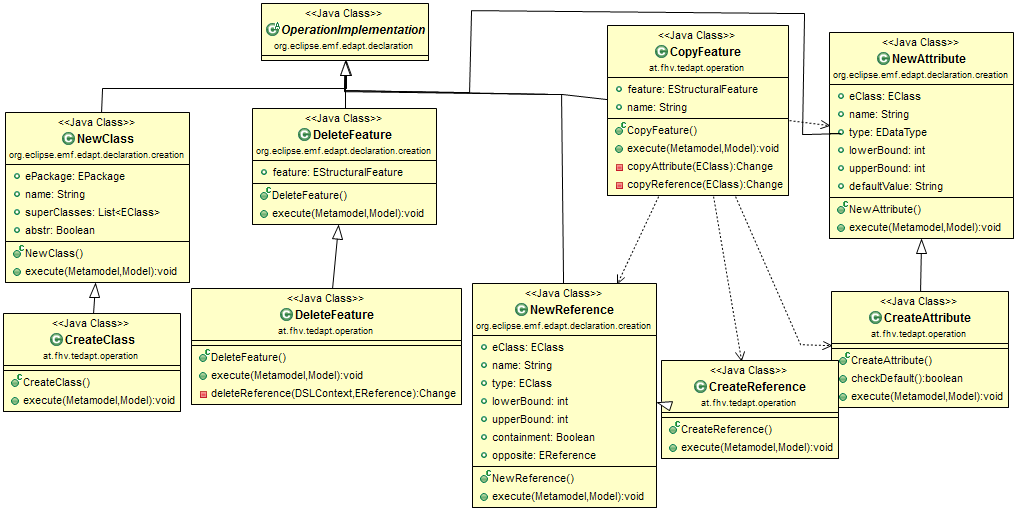 <<Java Class>>
OperationImplementation
org.eclipse.emf.edapt.declaration
<<Java Class>>
CopyFeature
at.fhv.tedapt.operation
feature: EStructuralFeature
name: String
CopyFeature()
execute(Metamodel,Model):void
copyAttribute(EClass):Change
copyReference(EClass):Change
<<Java Class>>
NewAttribute
org.eclipse.emf.edapt.declaration.creation
eClass: EClass
name: String
type: EDataType
lowerBound: int
upperBound: int
defaultValue: String
NewAttribute()
execute(Metamodel,Model):void
<<Java Class>>
NewClass
org.eclipse.emf.edapt.declaration.creation
ePackage: EPackage
name: String
superClasses: List<EClass>
abstr: Boolean
NewClass()
execute(Metamodel,Model):void
<<Java Class>>
DeleteFeature
org.eclipse.emf.edapt.declaration.creation
feature: EStructuralFeature
DeleteFeature()
execute(Metamodel,Model):void
<<Java Class>>
CreateClass
at.fhv.tedapt.operation
CreateClass()
execute(Metamodel,Model):void
<<Java Class>>
DeleteFeature
at.fhv.tedapt.operation
DeleteFeature()
execute(Metamodel,Model):void
deleteReference(DSLContext,EReference):Change
<<Java Class>>
NewReference
org.eclipse.emf.edapt.declaration.creation
eClass: EClass
name: String
type: EClass
lowerBound: int
upperBound: int
containment: Boolean
opposite: EReference
NewReference()
execute(Metamodel,Model):void
<<Java Class>>
CreateReference
at.fhv.tedapt.operation
CreateReference()
execute(Metamodel,Model):void
<<Java Class>>
CreateAttribute
at.fhv.tedapt.operation
CreateAttribute()
checkDefault():boolean
execute(Metamodel,Model):void